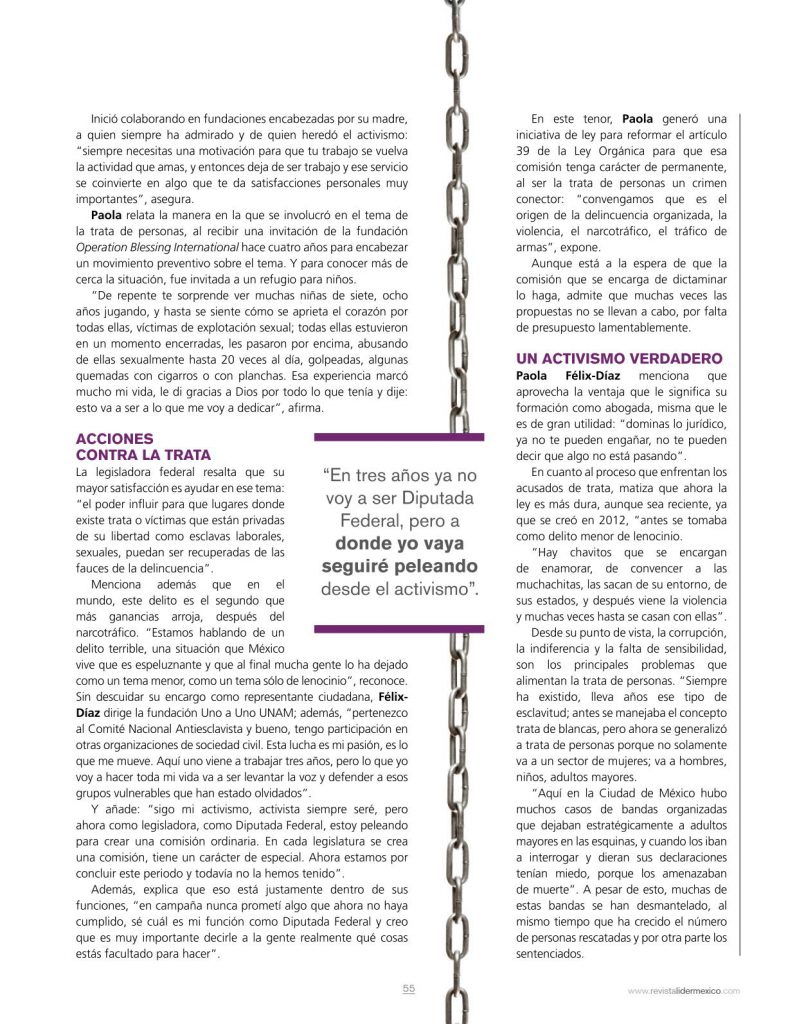 Inició colaborando en fundaciones encabezadas por su madre,
a quien siempre ha admirado y de quien heredó el activismo:
“siempre necesitas una motivación para que tu trabajo se vuelva
la actividad que amas, y entonces deja de ser trabajo y ese servicio
se coinvierte en algo que te da satisfacciones personales muy
importantes”, asegura.
Paola relata la manera en la que se involucró en el tema de
la trata de personas, al recibir una invitación de la fundación
Operation Blessing International hace cuatro años para encabezar
un movimiento preventivo sobre el tema. Y para conocer más de
cerca la situación, fue invitada a un refugio para niños.
“De repente te sorprende ver muchas niñas de siete, ocho
años jugando, y hasta se siente cómo se aprieta el corazón por
todas ellas, víctimas de explotación sexual; todas ellas estuvieron
en un momento encerradas, les pasaron por encima, abusando
de ellas sexualmente hasta 20 veces al día, golpeadas, algunas
quemadas con cigarros o con planchas. Esa experiencia marcó
mucho mi vida, le di gracias a Dios por todo lo que tenía y dije:
esto va a ser a lo que me voy a dedicar”, afirma.
ACCIONES
CONTRA LA TRATA
La legisladora federal resalta que su
mayor satisfacción es ayudar en ese tema:
“el poder influir para que lugares donde
existe trata o víctimas que están privadas
de su libertad como esclavas laborales,
sexuales, puedan ser recuperadas de las
fauces de la delincuencia”.
Menciona además que en el
mundo, este delito es el segundo que
más ganancias arroja, después del
narcotráfico. “Estamos hablando de un
delito terrible, una situación que México
vive que es espeluznante y que al final mucha gente lo ha dejado
como un tema menor, como un tema sólo de lenocinio”, reconoce.
Sin descuidar su encargo como representante ciudadana, Félix-
Díaz dirige la fundación Uno a Uno UNAM; además, “pertenezco
al Comité Nacional Antiesclavista y bueno, tengo participación en
otras organizaciones de sociedad civil. Esta lucha es mi pasión, es lo
que me mueve. Aquí uno viene a trabajar tres años, pero lo que yo
voy a hacer toda mi vida va a ser levantar la voz y defender a esos
grupos vulnerables que han estado olvidados”.
Y añade: “sigo mi activismo, activista siempre seré, pero
ahora como legisladora, como Diputada Federal, estoy peleando
para crear una comisión ordinaria. En cada legislatura se crea
una comisión, tiene un carácter de especial. Ahora estamos por
concluir este periodo y todavía no la hemos tenido”.
Además, explica que eso está justamente dentro de sus
funciones, “en campaña nunca prometí algo que ahora no haya
cumplido, sé cuál es mi función como Diputada Federal y creo
que es muy importante decirle a la gente realmente qué cosas
estás facultado para hacer”.
“En tres años ya no
voy a ser Diputada
Federal, pero a
donde yo vaya
seguiré peleando
desde el activismo”.
En este tenor, Paola generó una
iniciativa de ley para reformar el artículo
39 de la Ley Orgánica para que esa
comisión tenga carácter de permanente,
al ser la trata de personas un crimen
conector: “convengamos que es el
origen de la delincuencia organizada, la
violencia, el narcotráfico, el tráfico de
armas”, expone.
Aunque está a la espera de que la
comisión que se encarga de dictaminar
lo haga, admite que muchas veces las
propuestas no se llevan a cabo, por falta
de presupuesto lamentablemente.
UN ACTIVISMO VERDADERO
Paola Félix-Díaz menciona que
aprovecha la ventaja que le significa su
formación como abogada, misma que le
es de gran utilidad: “dominas lo jurídico,
ya no te pueden engañar, no te pueden
decir que algo no está pasando”.
En cuanto al proceso que enfrentan los
acusados de trata, matiza que ahora la
ley es más dura, aunque sea reciente, ya
que se creó en 2012, “antes se tomaba
como delito menor de lenocinio.
“Hay chavitos que se encargan
de enamorar, de convencer a las
muchachitas, las sacan de su entorno, de
sus estados, y después viene la violencia
y muchas veces hasta se casan con ellas”.
Desde su punto de vista, la corrupción,
la indiferencia y la falta de sensibilidad,
son los principales problemas que
alimentan la trata de personas. “Siempre
ha existido, lleva años ese tipo de
esclavitud; antes se manejaba el concepto
trata de blancas, pero ahora se generalizó
a trata de personas porque no solamente
va a un sector de mujeres; va a hombres,
niños, adultos mayores.
“Aquí en la Ciudad de México hubo
muchos casos de bandas organizadas
que dejaban estratégicamente a adultos
mayores en las esquinas, y cuando los iban
a interrogar y dieran sus declaraciones
tenían miedo, porque los amenazaban
de muerte”. A pesar de esto, muchas de
estas bandas se han desmantelado, al
mismo tiempo que ha crecido el número
de personas rescatadas y por otra parte los
sentenciados.
55
www.revistalidermexico.com